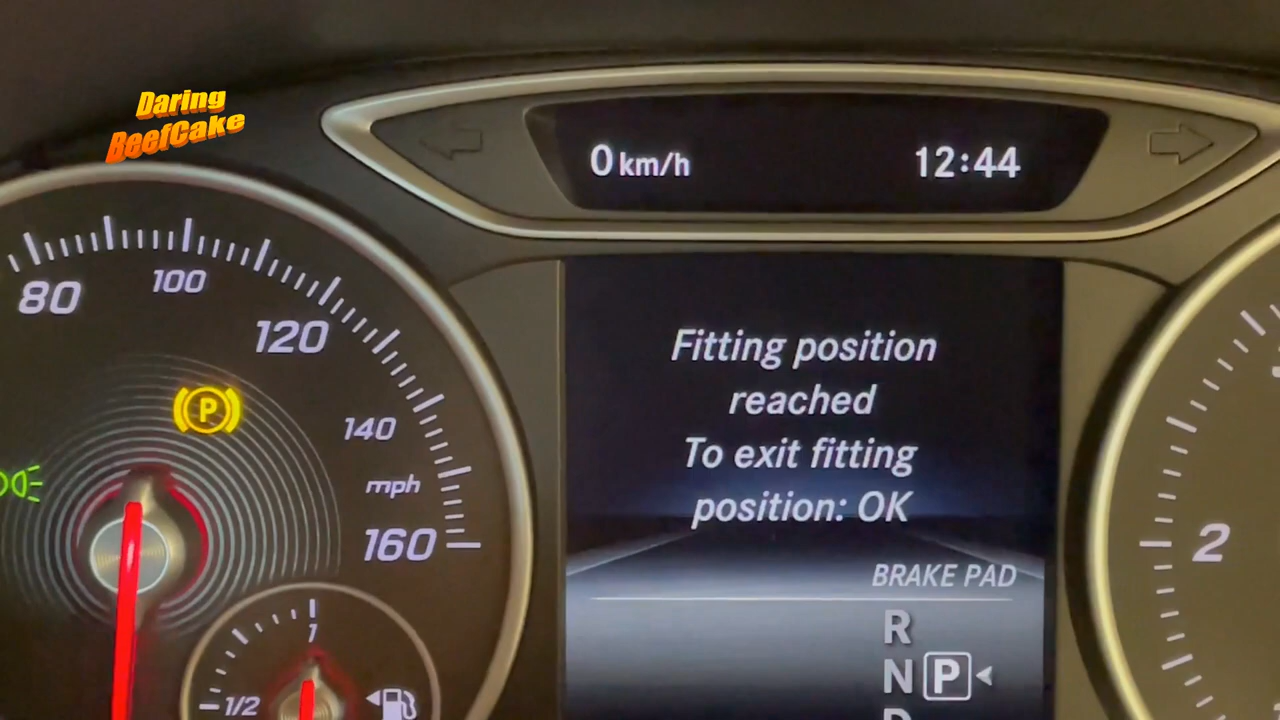 Daring
BeefCake
0 km/h
12:44
80
100
120
140
mph
160
P
Fitting position
reached
To exit fitting
position: OK
BRAKE PAD
R
N P
D
2
1
1/2